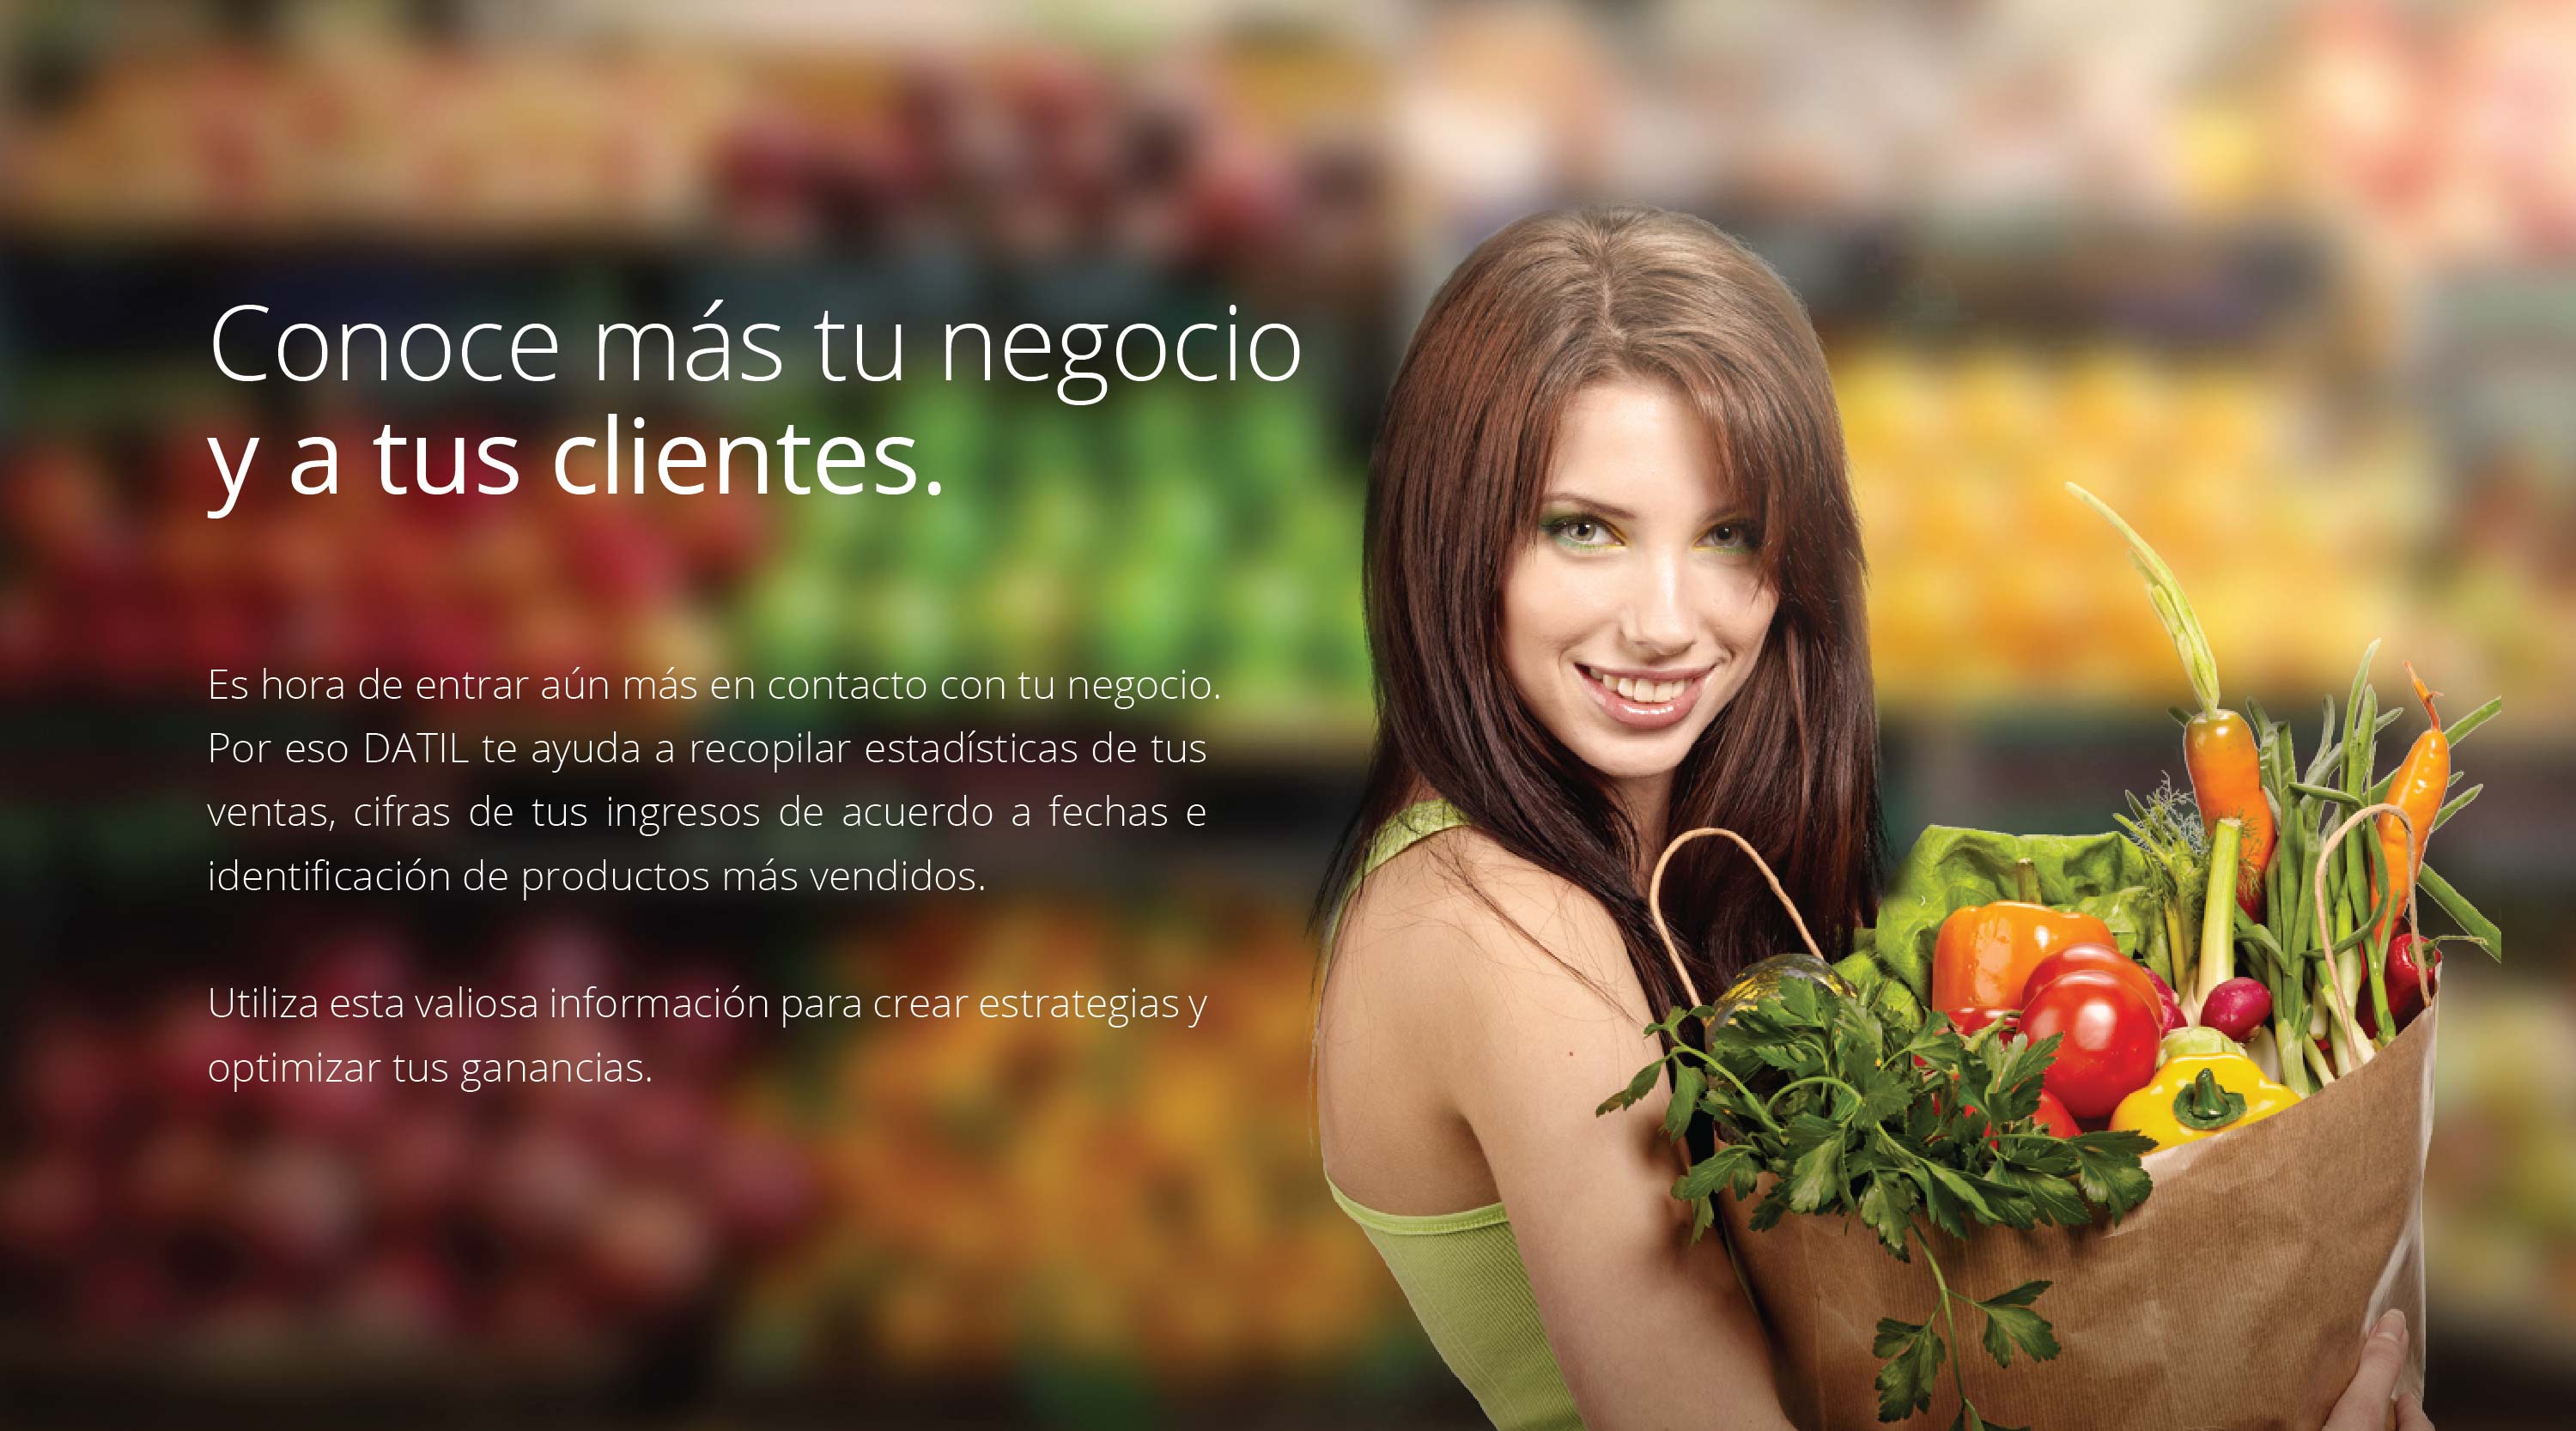 Conoce más tu negocio
y a tus clientes.
Es hora de entrar aún más en contacto con tu negocio.
Por eso DATIL te ayuda a recopilar estadísticas de tus
ventas, cifras de tus ingresos de acuerdo a fechas e
identificación de productos más vendidos.
Utiliza esta valiosa información para crear estrategias y
optimizar tus ganancias.